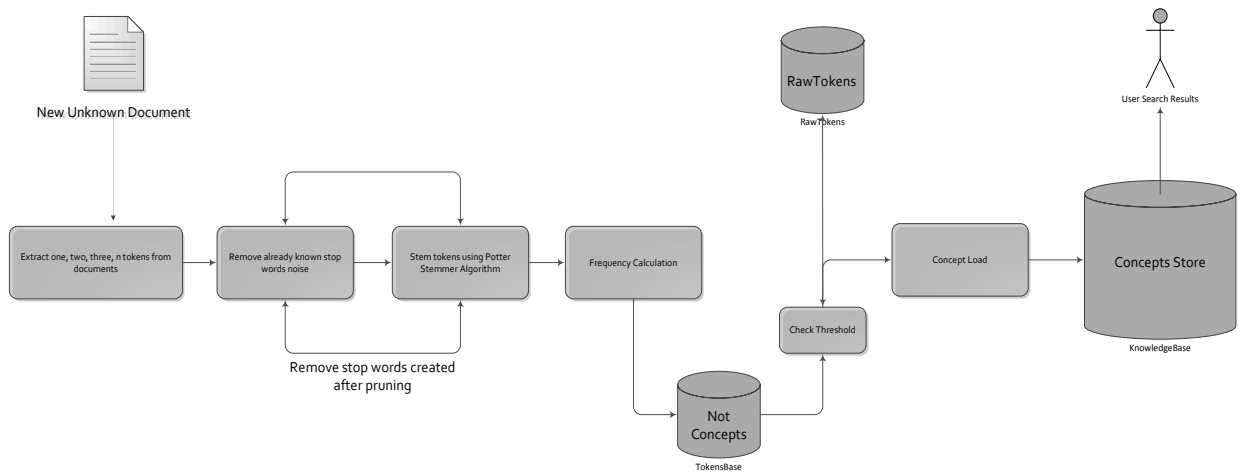 New Unknown Document
Extract one, two, three, n tokens from
documents
Remove already known stop
words noise
Stem tokens using Potter
Stemmer Algorithm
Remove stop words created
after pruning
Frequency Calculation
Not
Concepts
TokensBase
RawTokens
RawTokens
Check Threshold
Concept Load
Concepts Store
KnowledgeBase
User Search Results